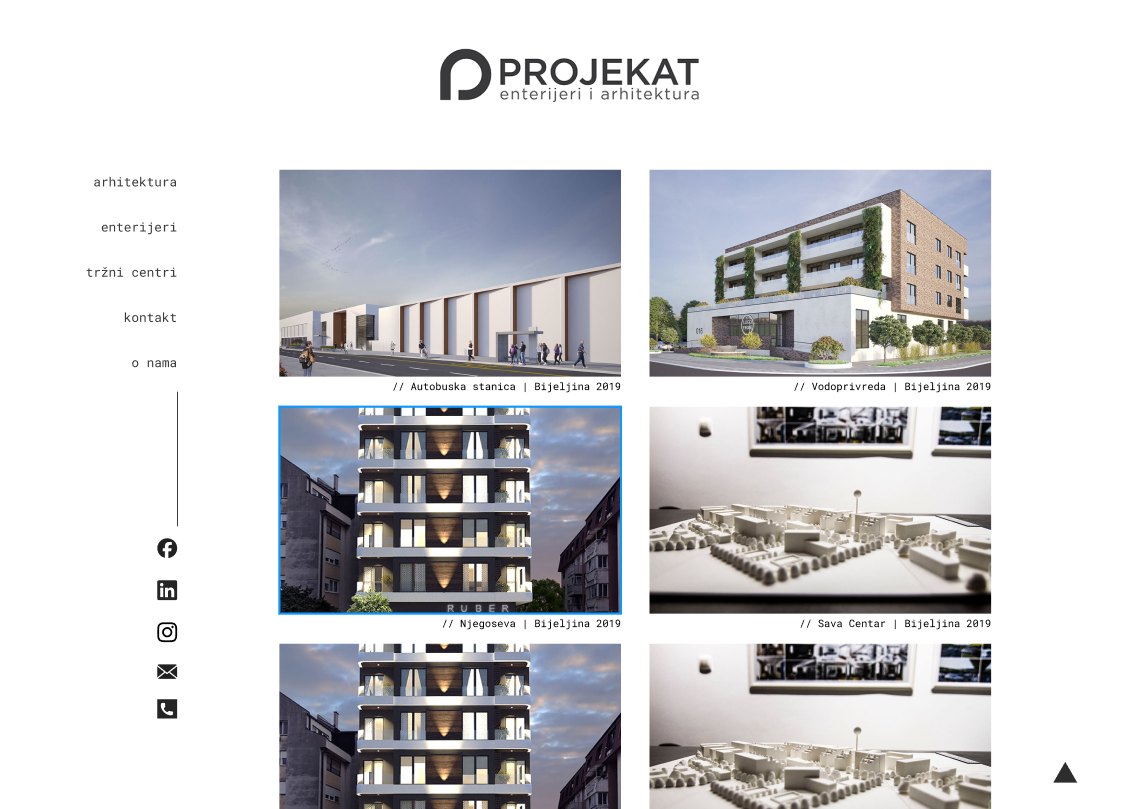 PROJEKAT
enterijeri i arhitektura
arhitektura
enterijeri
tržni centri
kontakt
o nama
// Autobuska stanica | Bijeljina 2019
018
// Vodoprivreda | Bijeljina 2019
RUBER
// Njegoseva | Bijeljina 2019
// Sava Centar | Bijeljina 2019